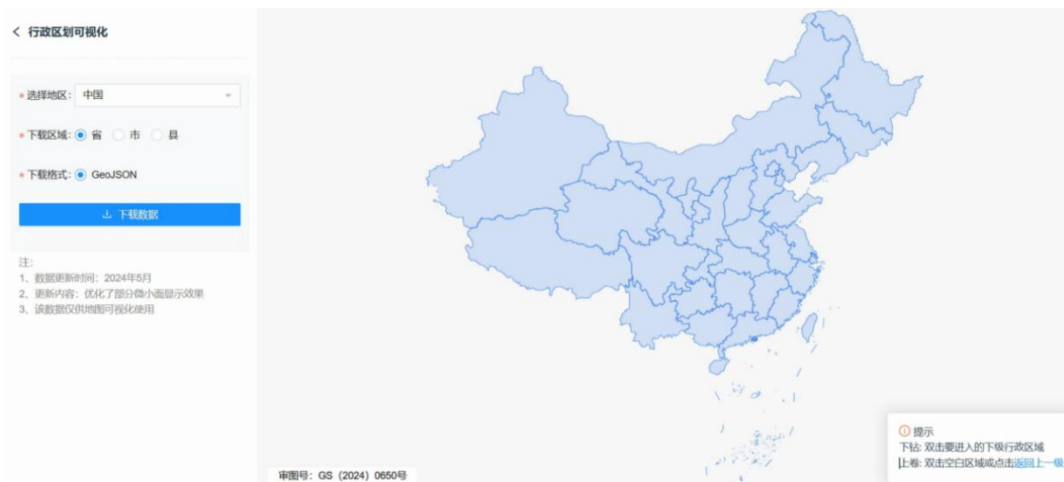 行政区划可视化
* 选择地区: 中国
* 下载区域: 省 市 县
* 下载格式: GeoJSON
下载数据
注:
1、数据更新时间：2024年5月
2、更新内容：优化了部分微小面显示效果
3、该数据仅供地图可视化使用
审图号：GS（2024）0650号
提示
下钻: 双击要进入的下级行政区域
上卷: 双击空白区域或点击返回上一级